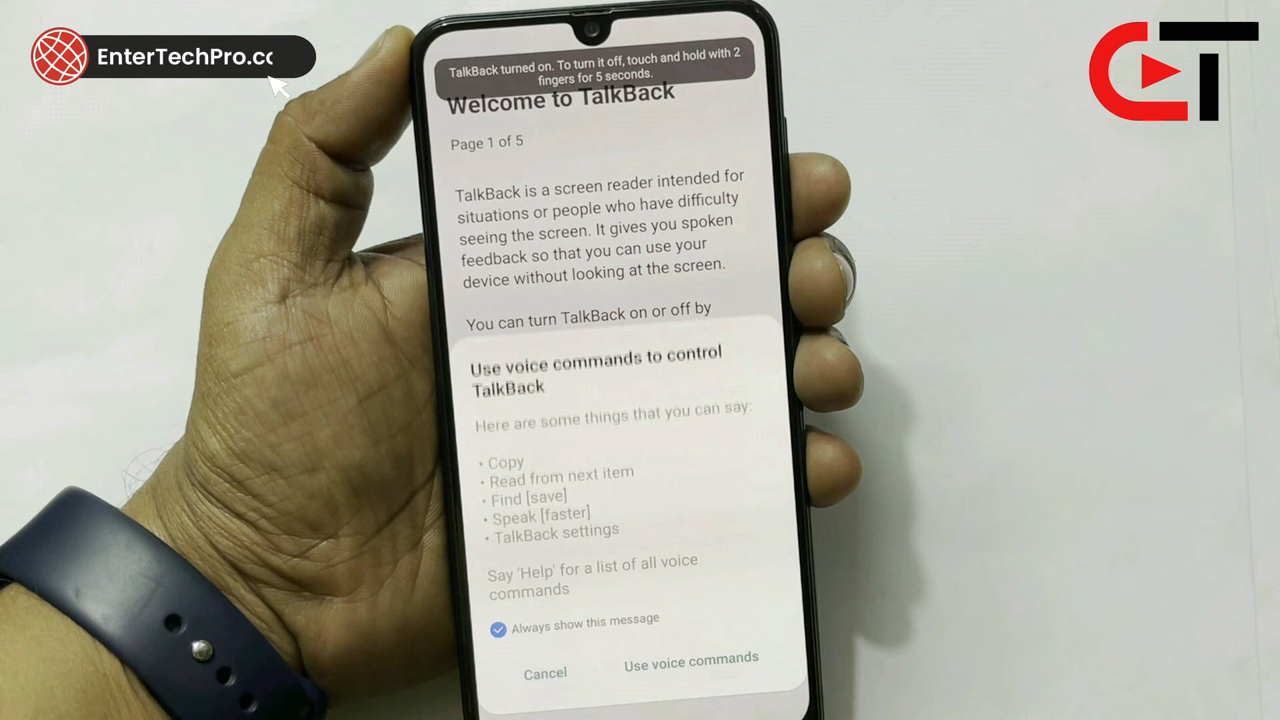 EnterTechPro.cc
TalkBack turned on. To turn it off, touch and hold with 2
fingers for 5 seconds.
Welcome to TalkBack
Page 1 of 5
TalkBack is a screen reader intended for
situations or people who have difficulty
seeing the screen. It gives you spoken
feedback so that you can use your
device without looking at the screen.
You can turn TalkBack on or off by
Use voice commands to control
TalkBack
Here are some things that you can say:
• Copy
• Read from next item
• Find [save]
• Speak [faster]
• TalkBack settings
Say 'Help' for a list of all voice
commands
Always show this message
Cancel
Use voice commands